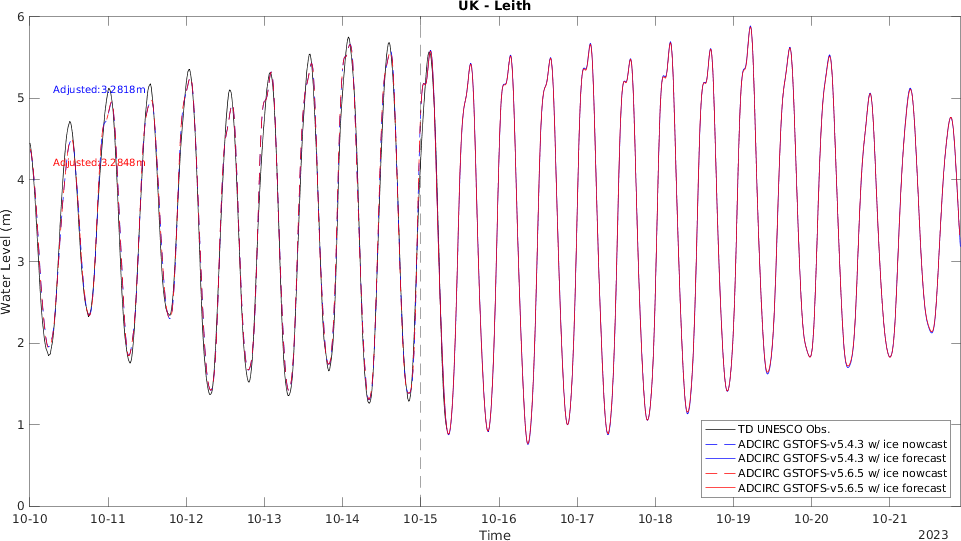 UK - Leith
6
5
4
3
2
1
0
Water Level (m)
Adjusted:3.2818m
Adjusted:3.2848m
TD UNESCO Obs.
ADCIRC GSTOFS-v5.4.3 w/ ice nowcast
ADCIRC GSTOFS-v5.4.3 w/ ice forecast
ADCIRC GSTOFS-v5.6.5 w/ ice nowcast
ADCIRC GSTOFS-v5.6.5 w/ ice forecast
10-10 10-11 10-12 10-13 10-14 10-15 10-16 10-17 10-18 10-19 10-20 10-21
Time
2023